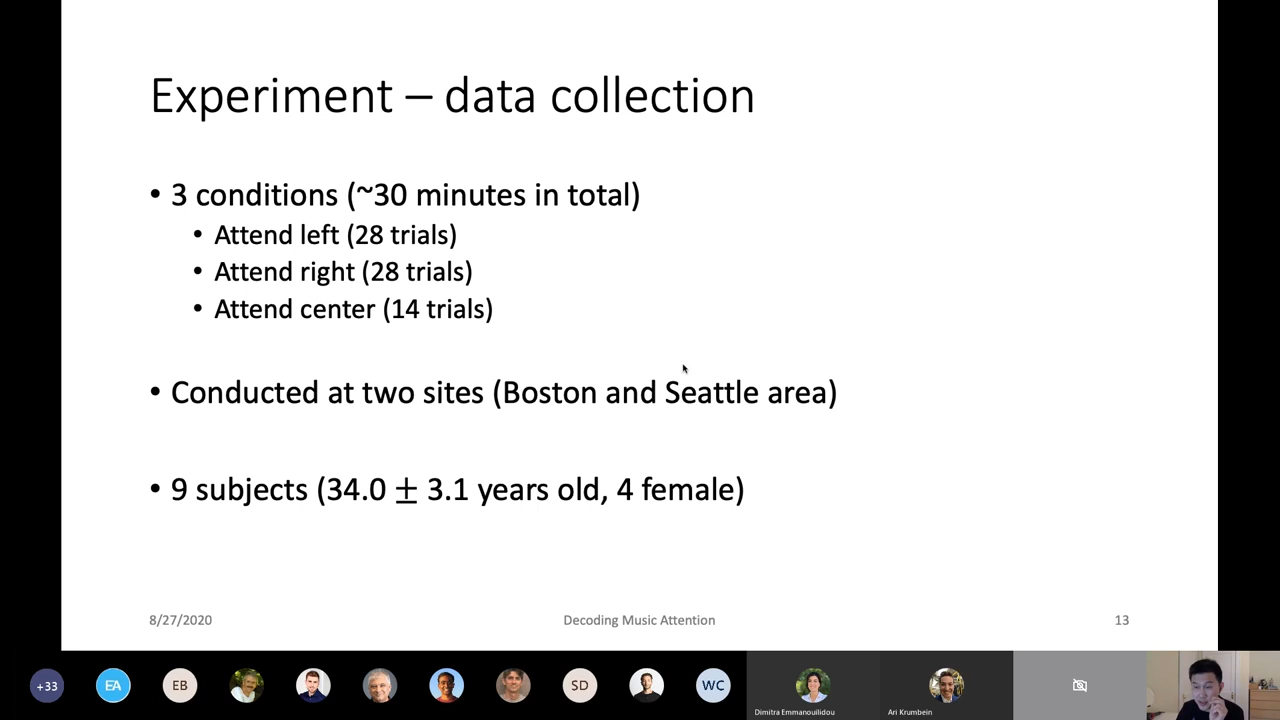 Experiment – data collection
• 3 conditions (~30 minutes in total)
• Attend left (28 trials)
• Attend right (28 trials)
• Attend center (14 trials)
• Conducted at two sites (Boston and Seattle area)
• 9 subjects (34.0 ± 3.1 years old, 4 female)
8/27/2020
Decoding Music Attention
13
+33
EA
EB
SD
WC
Dimitra Emmanouilidou
Ari Krumbein